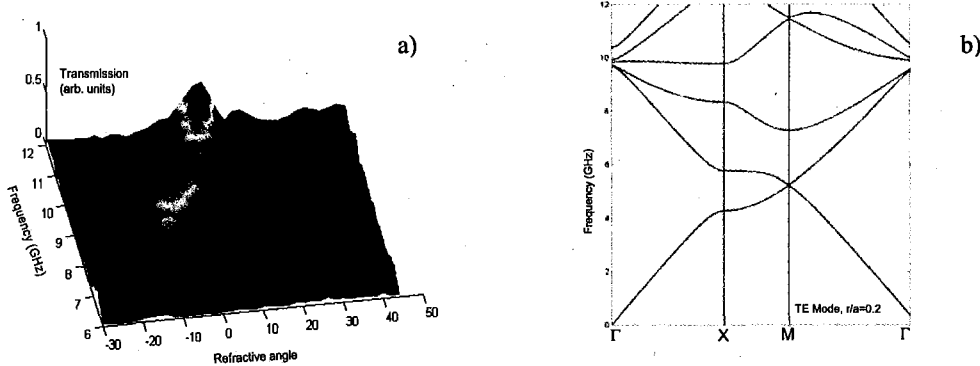 a)
Transmission
(arb. units)
1
0.5
0
12
11
10
9
8
7
6
Frequency (GHz)
-30
-20
-10
0
10
20
30
40
50
Refractive angle
b)
12
10
8
6
4
2
0
Frequency (GHz)
TE Mode, r/a=0.2
Γ
X
M
Γ